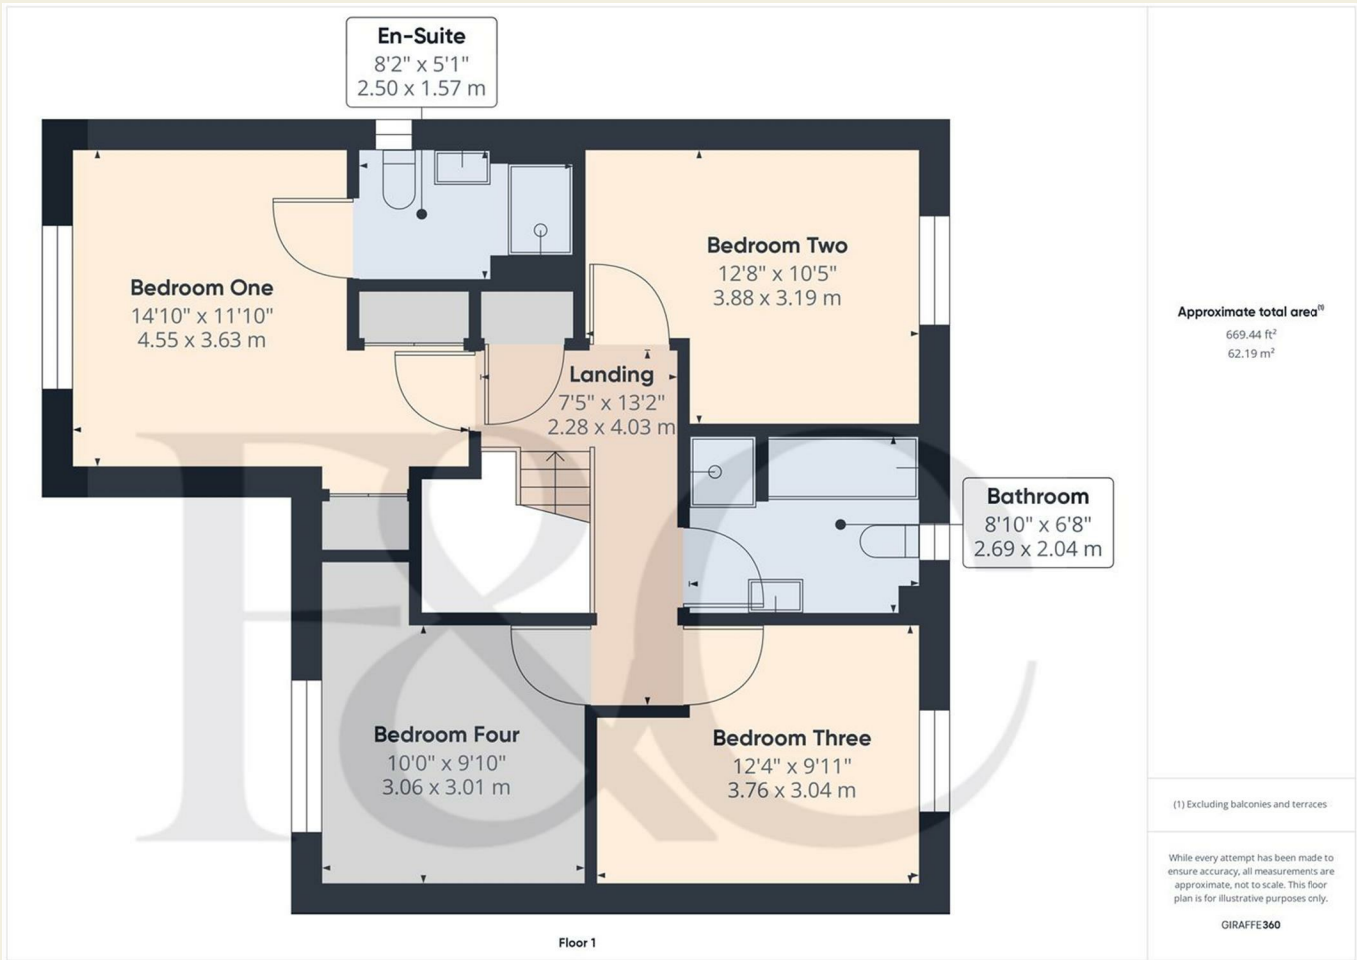 En-Suite
8'2" x 5'1"
2.50 x 1.57 m
Bedroom One
14'10" x 11'10"
4.55 x 3.63 m
Bedroom Two
12'8" x 10'5"
3.88 x 3.19 m
Landing
7'5" x 13'2"
2.28 x 4.03 m
Bathroom
8'10" x 6'8"
2.69 x 2.04 m
Bedroom Four
10'0" x 9'10"
3.06 x 3.01 m
Bedroom Three
12'4" x 9'11"
3.76 x 3.04 m
F&C
Floor 1
Approximate total area(1)
669.44 ft²
62.19 m²
(1) Excluding balconies and terraces
While every attempt has been made to
ensure accuracy, all measurements are
approximate, not to scale. This floor
plan is for illustrative purposes only.
GIRAFFE360